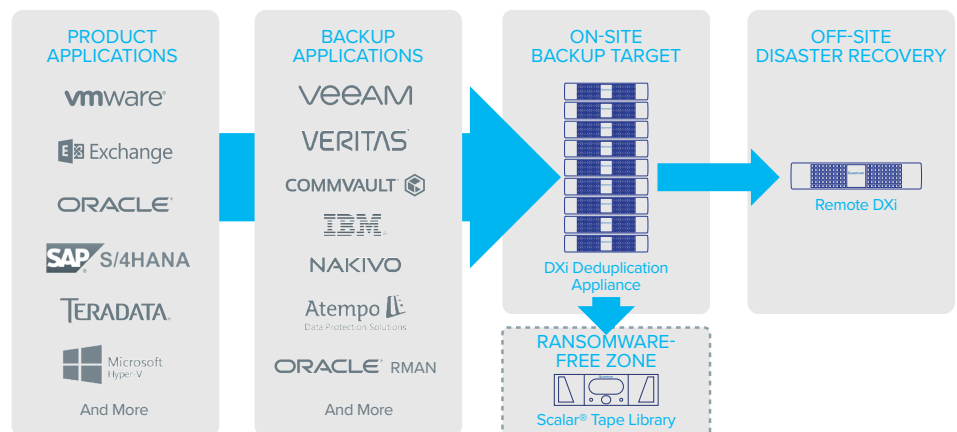 PRODUCT
APPLICATIONS
vmware®
Exchange
ORACLE®
SAP® S/4HANA
TERADATA®
Microsoft
Hyper-V
And More
BACKUP
APPLICATIONS
veeAM
VERITAS
COMMVAULT
IBM®
NAKIVO
Atempo
Data Protection Solutions
ORACLE® RMAN
And More
ON-SITE
BACKUP TARGET
DXi Deduplication
Appliance
RANSOMWARE-
FREE ZONE
Scalar® Tape Library
OFF-SITE
DISASTER RECOVERY
Remote DXi